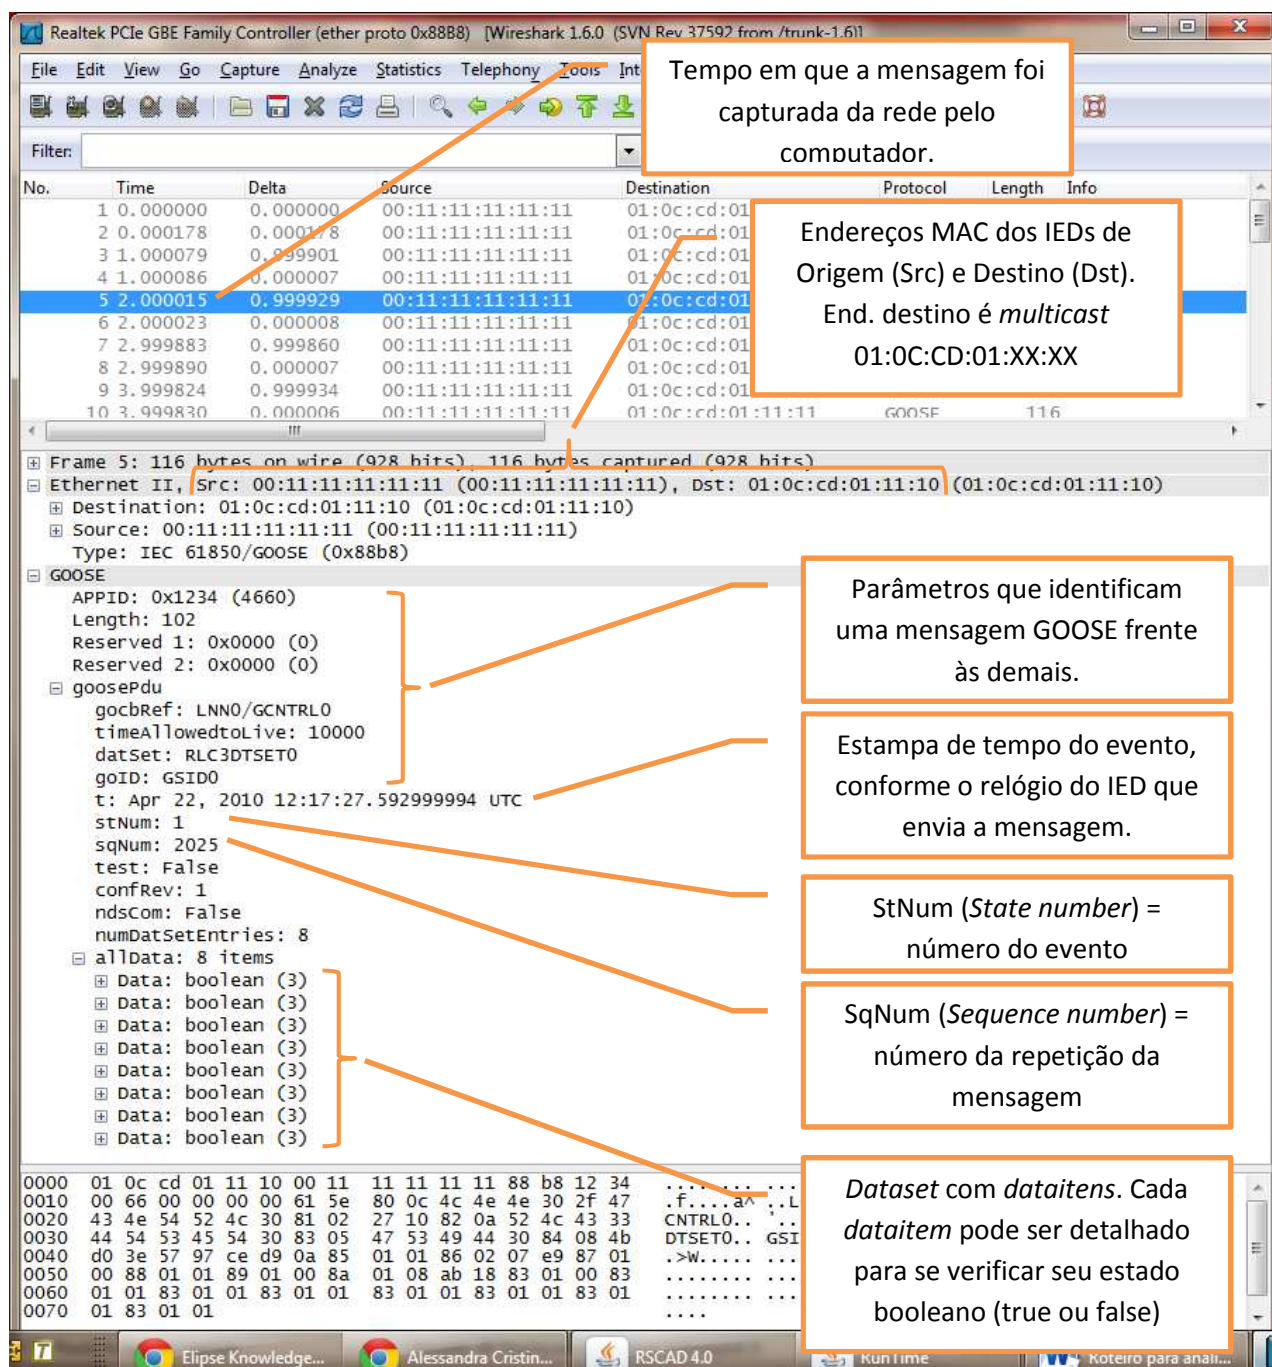 Realtek PCIe GBE Family Controller (ether proto 0x88B8) [Wireshark 1.6.0 (SVN Rev 37592 from /trunk-1.6)]
File Edit View Go Capture Analyze Statistics Telephony Tools Int
Tempo em que a mensagem foi
capturada da rede pelo
computador.
Filter:
No. Time Delta Source Destination Protocol Length Info
1 0.000000 0.000000 00:11:11:11:11:11 01:0c:cd:01
2 0.000178 0.000178 00:11:11:11:11:11 01:0c:cd:01
3 1.000079 0.999901 00:11:11:11:11:11 01:0c:cd:01
4 1.000086 0.000007 00:11:11:11:11:11 01:0c:cd:01
5 2.000015 0.999929 00:11:11:11:11:11 01:0c:cd:01
6 2.000023 0.000008 00:11:11:11:11:11 01:0c:cd:01
7 2.999883 0.999860 00:11:11:11:11:11 01:0c:cd:01
8 2.999890 0.000007 00:11:11:11:11:11 01:0c:cd:01
9 3.999824 0.999934 00:11:11:11:11:11 01:0c:cd:01
10 3.999830 0.000006 00:11:11:11:11:11 01:0c:cd:01:11:11 GOOSE 116
Endereços MAC dos IEDs de
Origem (Src) e Destino (Dst).
End. destino é multicast
01:0C:CD:01:XX:XX
Frame 5: 116 bytes on wire (928 bits), 116 bytes captured (928 bits)
Ethernet II, Src: 00:11:11:11:11:11 (00:11:11:11:11:11), Dst: 01:0c:cd:01:11:10 (01:0c:cd:01:11:10)
Destination: 01:0c:cd:01:11:10 (01:0c:cd:01:11:10)
Source: 00:11:11:11:11:11 (00:11:11:11:11:11)
Type: IEC 61850/GOOSE (0x88b8)
GOOSE
APPID: 0x1234 (4660)
Length: 102
Reserved 1: 0x0000 (0)
Reserved 2: 0x0000 (0)
goosePdu
gocbRef: LNN0/GCNTRL0
timeAllowedtoLive: 10000
datSet: RLC3DTSET0
goID: GSID0
t: Apr 22, 2010 12:17:27.592999994 UTC
stNum: 1
sqNum: 2025
test: False
confRev: 1
ndsCom: False
numDatSetEntries: 8
allData: 8 items
Data: boolean (3)
Data: boolean (3)
Data: boolean (3)
Data: boolean (3)
Data: boolean (3)
Data: boolean (3)
Data: boolean (3)
Data: boolean (3)
Parâmetros que identificam
uma mensagem GOOSE frente
às demais.
Estampa de tempo do evento,
conforme o relógio do IED que
envia a mensagem.
StNum (State number) =
número do evento
SqNum (Sequence number) =
número da repetição da
mensagem
Dataset com dataitens. Cada
dataitem pode ser detalhado
para se verificar seu estado
booleano (true ou false)
0000 01 0c cd 01 11 10 00 11 11 11 11 11 88 b8 12 34 ........ ...
0010 00 66 00 00 00 00 61 5e 80 0c 4c 4e 4e 30 2f 47 .f....a^ ..L
0020 43 4e 54 52 4c 30 81 02 27 10 82 0a 52 4c 43 33 CNTRL0.. '..
0030 44 54 53 45 54 30 83 05 47 53 49 44 30 84 08 4b DTSET0.. GSI
0040 d0 3e 57 97 ce d9 0a 85 01 01 86 02 07 e9 87 01 .>W..... ...
0050 00 88 01 01 89 01 00 8a 01 08 ab 18 83 01 00 83 ........ ...
0060 01 01 83 01 01 83 01 01 83 01 01 83 01 01 83 01 ........ ...
0070 01 83 01 01 ....
Elipse Knowledge... Alessandra Cristin... RSCAD 4.0 RunTime Roteiro para anali...